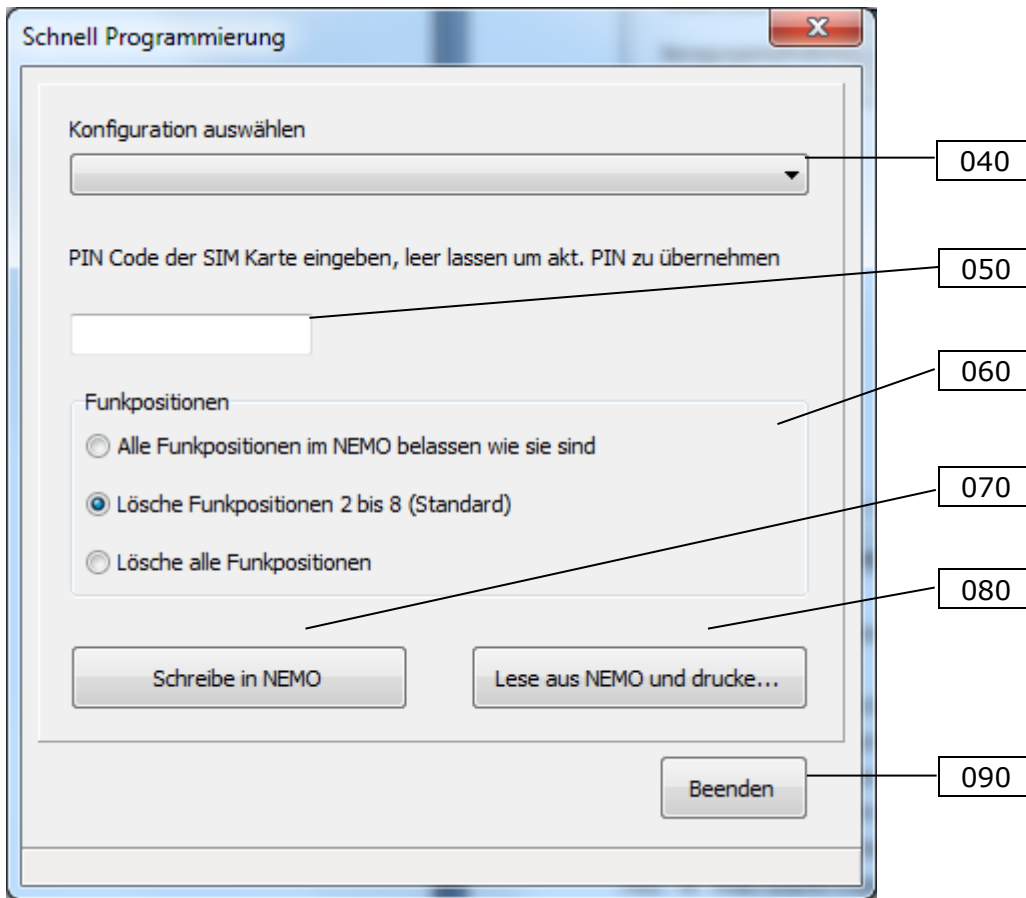 Schnell Programmierung
Konfiguration auswählen
040
PIN Code der SIM Karte eingeben, leer lassen um akt. PIN zu übernehmen
050
060
Funkpositionen
Alle Funkpositionen im NEMO belassen wie sie sind
070
Lösche Funkpositionen 2 bis 8 (Standard)
Lösche alle Funkpositionen
080
Schreibe in NEMO
Lese aus NEMO und drucke...
090
Beenden